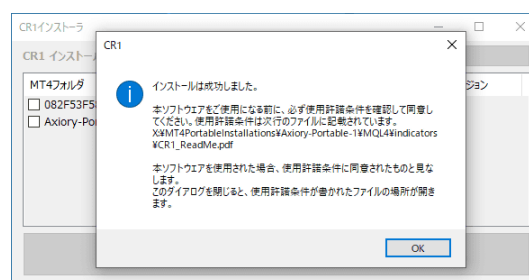 CR1インストーラ
CR1 インストー
CR1
MT4フォルダ
ジョン
082F53F5
Axiory-Po
インストールは成功しました。
本ソフトウエアをご使用になる前に、必ず使用許諾条件を確認して同意し
てください。使用許諾条件は次のファイルに記載されています。
X:¥MT4PortableInstallations¥Axiory-Portable-1¥MQL4¥indicators
¥CR1_ReadMe.pdf
本ソフトウエアを使用された場合、使用許諾条件に同意されたものと見な
します。
このダイアログを閉じると、使用許諾条件が書かれたファイルの場所が開き
ます。
OK